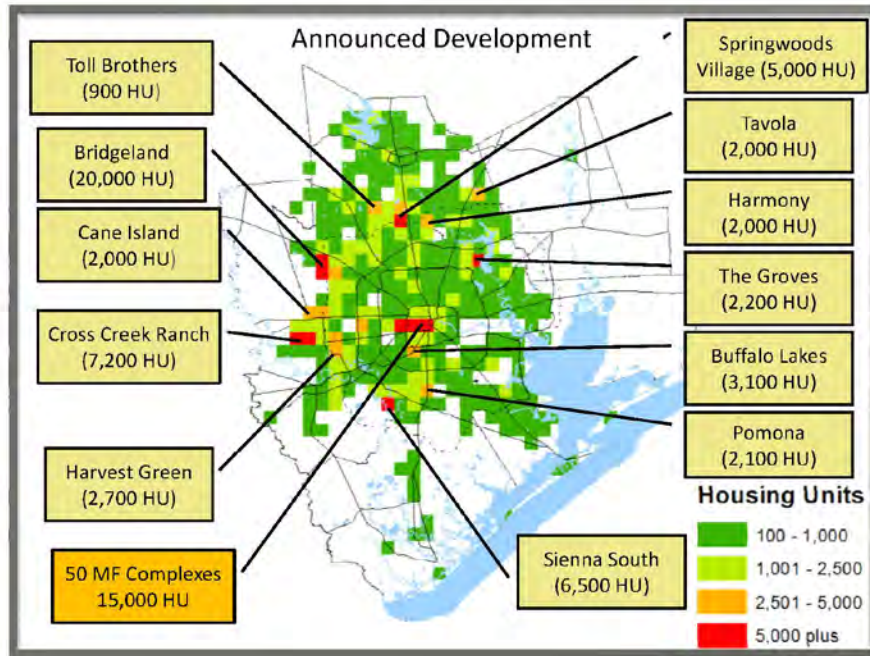 Announced Development
Toll Brothers
(900 HU)
Bridgeland
(20,000 HU)
Cane Island
(2,000 HU)
Cross Creek Ranch
(7,200 HU)
Harvest Green
(2,700 HU)
50 MF Complexes
15,000 HU
Springwoods
Village (5,000 HU)
Tavola
(2,000 HU)
Harmony
(2,000 HU)
The Groves
(2,200 HU)
Buffalo Lakes
(3,100 HU)
Pomona
(2,100 HU)
Sienna South
(6,500 HU)
Housing Units
100 - 1,000
1,001 - 2,500
2,501 - 5,000
5,000 plus